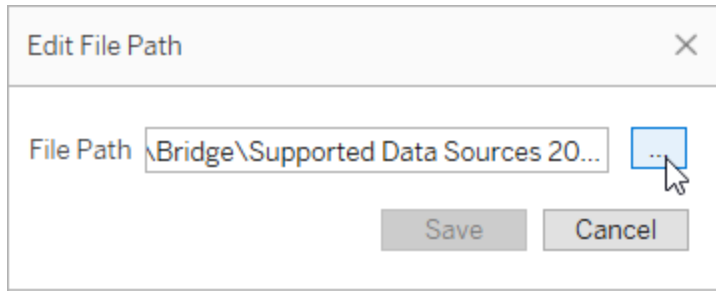 Edit File Path
File Path \Bridge\Supported Data Sources 20... ...
Save Cancel